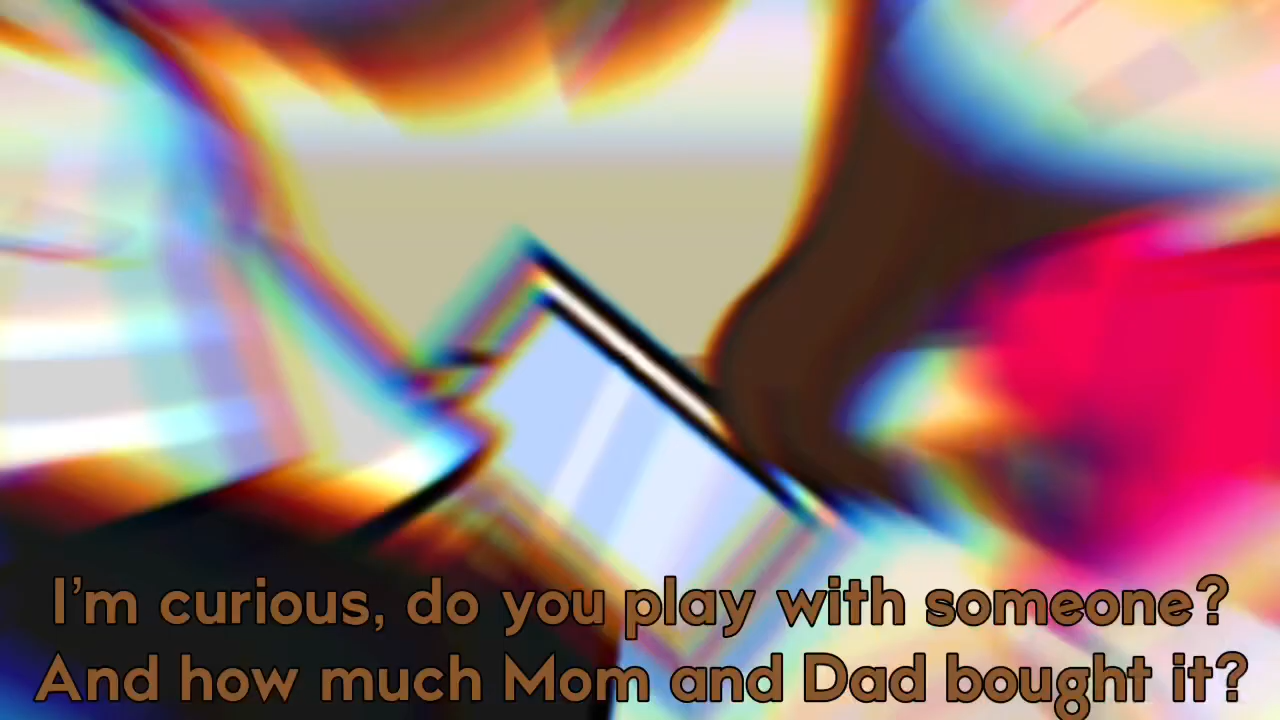 I’m curious, do you play with someone?
And how much Mom and Dad bought it?